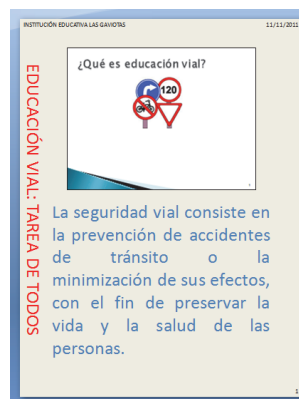 INSTITUCIÓN EDUCATIVA LAS GAVIOTAS
11/11/2011
EDUCACIÓN VIAL: TAREA DE TODOS
¿Qué es educación vial?
120
La seguridad vial consiste en
la prevención de accidentes
de tránsito o la
minimización de sus efectos,
con el fin de preservar la
vida y la salud de las
personas.